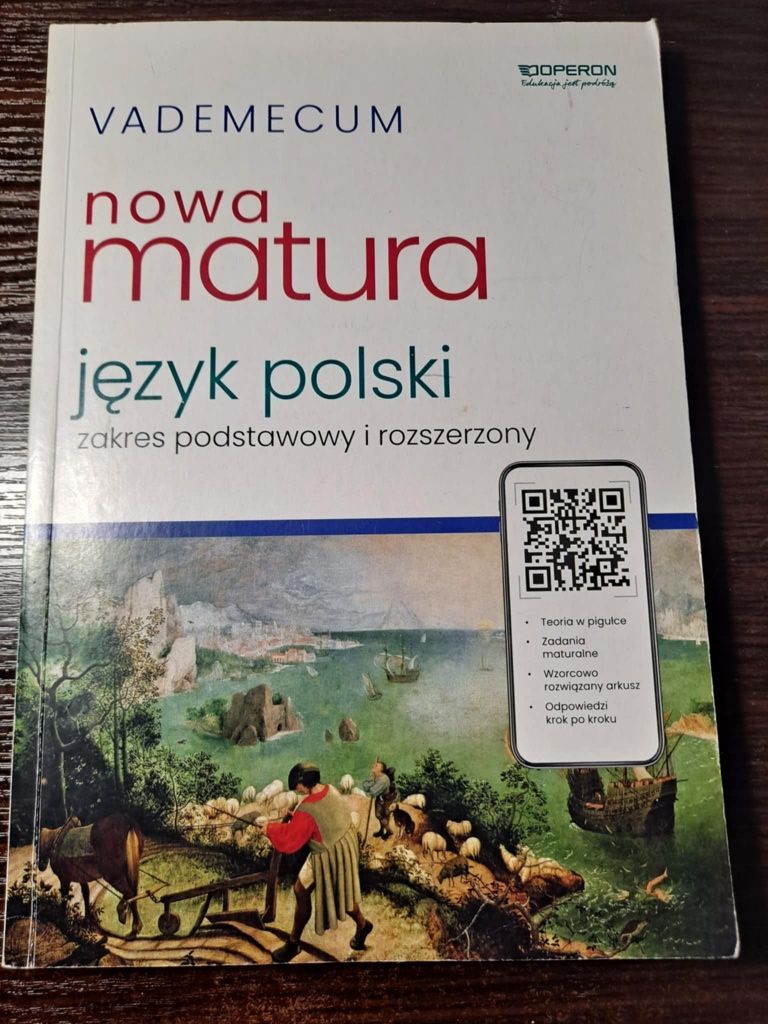 OPERON
Edukacja jest podróżą
VADEMECUM
nowa
matura
język polski
zakres podstawowy i rozszerzony
• Teoria w pigułce
• Zadania
maturalne
• Wzorcowo
rozwiązany arkusz
• Odpowiedzi
krok po kroku